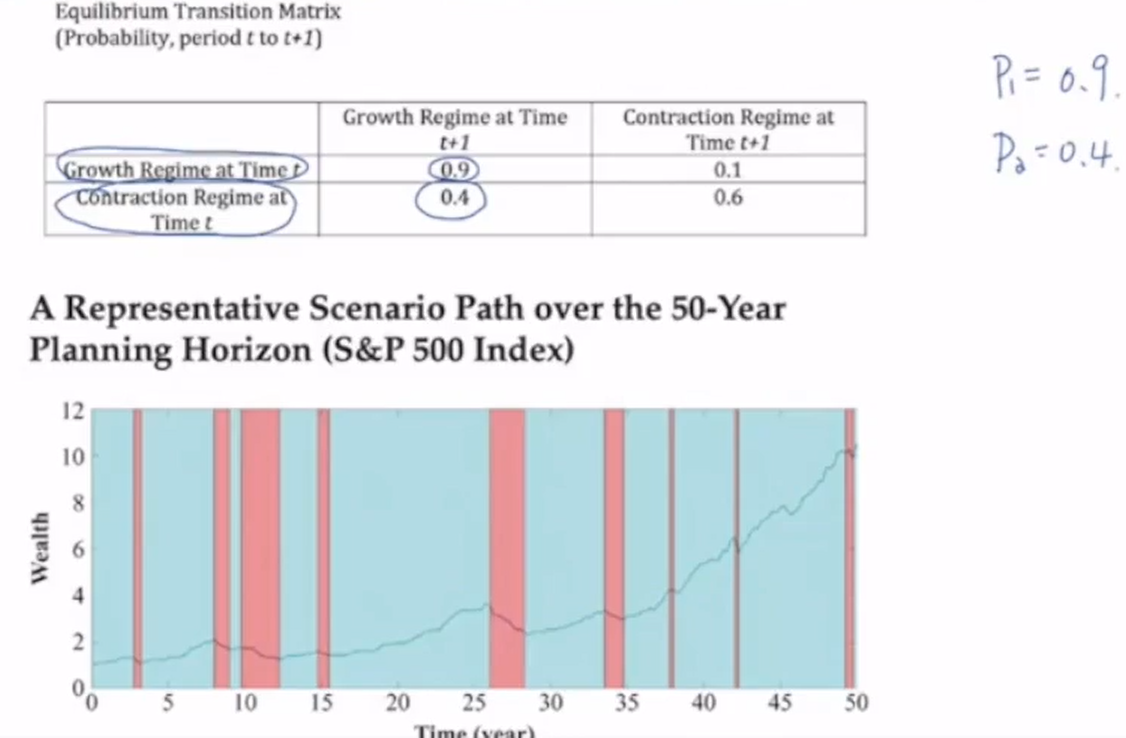 Equilibrium Transition Matrix
(Probability, period t to t+1)
P₁ = 0.9.
P₂ = 0.4.
Growth Regime at Time
t+1
Contraction Regime at
Time t+1
Growth Regime at Time t
0.9
0.1
Contraction Regime at
Time t
0.4
0.6
A Representative Scenario Path over the 50-Year
Planning Horizon (S&P 500 Index)
Wealth
12
10
8
6
4
2
0
0 5 10 15 20 25 30 35 40 45 50
Time (year)